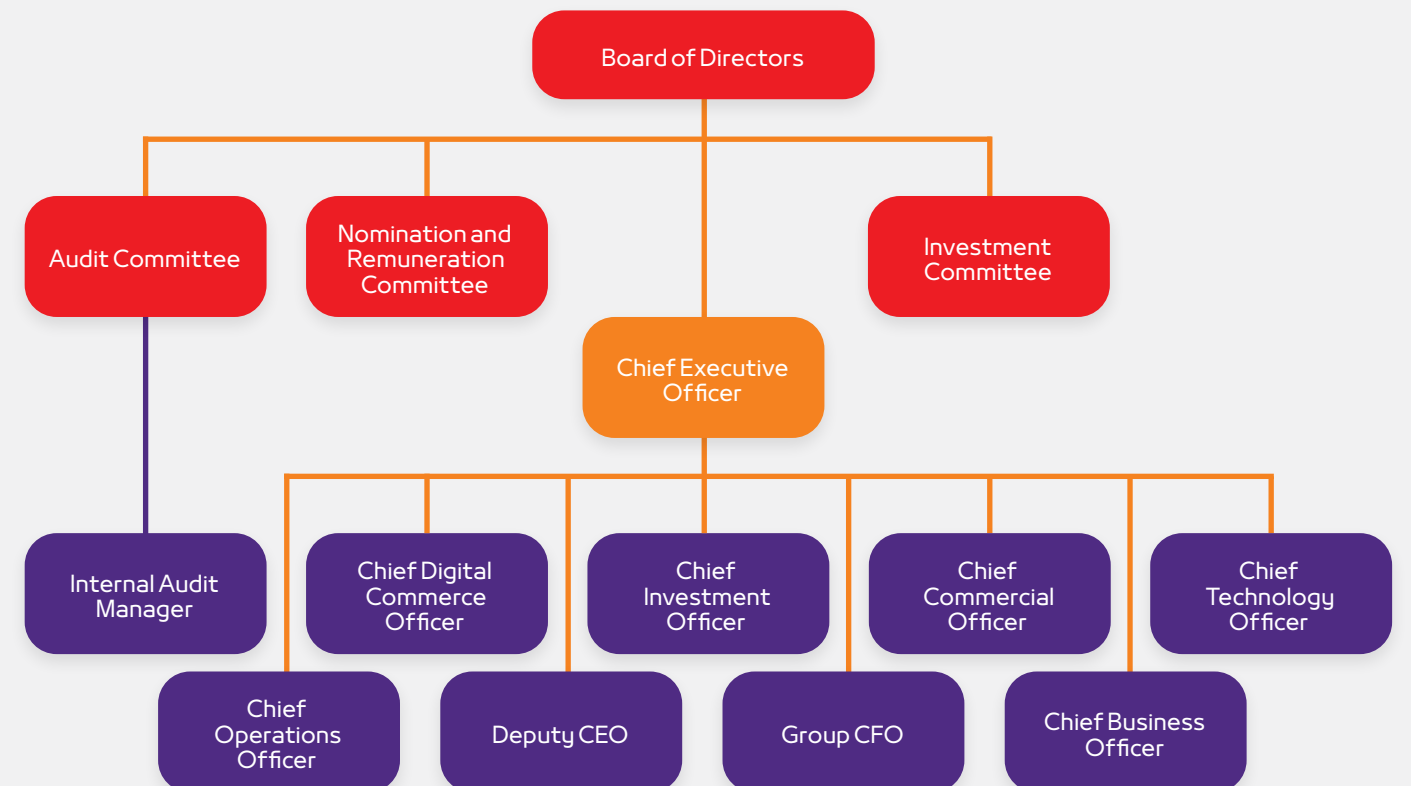 Board of Directors
Audit Committee
Nomination and
Remuneration
Committee
Investment
Committee
Chief Executive
Officer
Internal Audit
Manager
Chief Digital
Commerce
Officer
Chief
Investment
Officer
Chief
Commercial
Officer
Chief
Technology
Officer
Chief
Operations
Officer
Deputy CEO
Group CFO
Chief Business
Officer